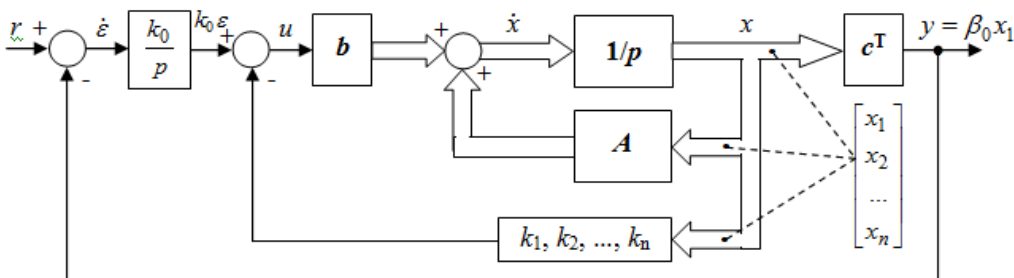 r + ε̇ k₀/p k₀ε + u b + ẋ 1/p x cᵀ y = β₀x₁
- - +
A
x₁
x₂
...
xₙ
k₁, k₂, ..., kₙ